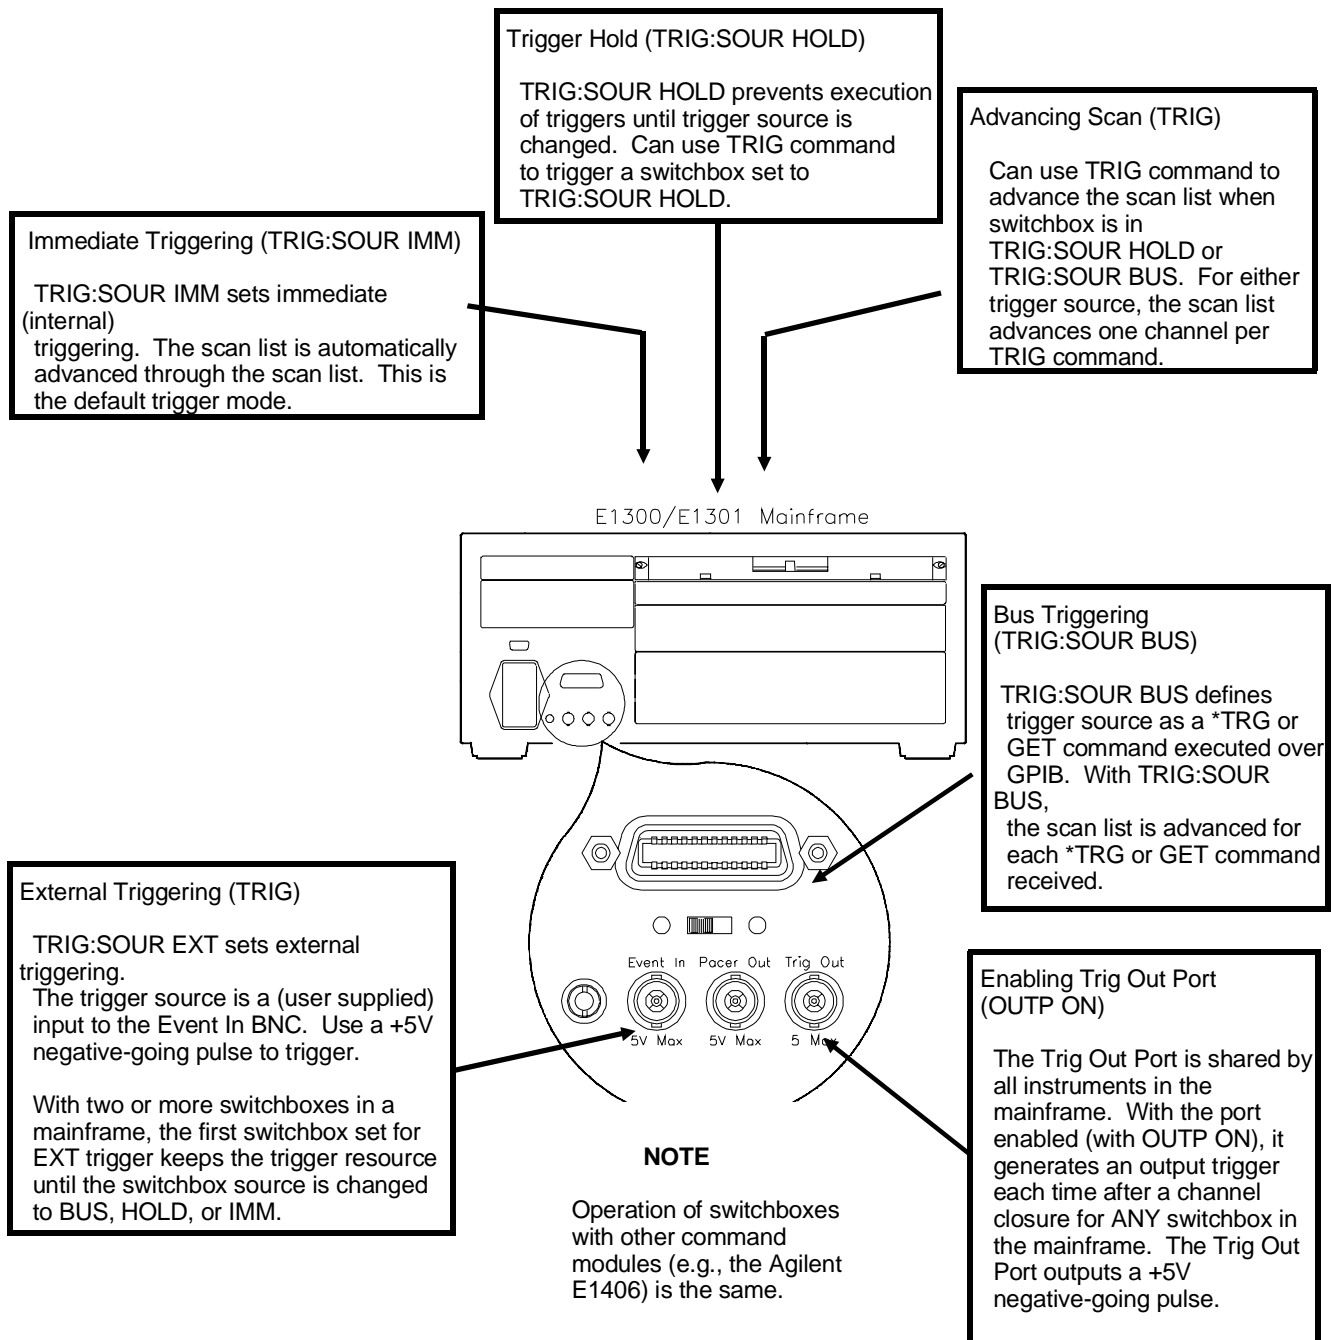 Trigger Hold (TRIG:SOUR HOLD)
TRIG:SOUR HOLD prevents execution
of triggers until trigger source is
changed. Can use TRIG command
to trigger a switchbox set to
TRIG:SOUR HOLD.
Advancing Scan (TRIG)
Can use TRIG command to
advance the scan list when
switchbox is in
TRIG:SOUR HOLD or
TRIG:SOUR BUS. For either
trigger source, the scan list
advances one channel per
TRIG command.
Immediate Triggering (TRIG:SOUR IMM)
TRIG:SOUR IMM sets immediate
(internal)
triggering. The scan list is automatically
advanced through the scan list. This is
the default trigger mode.
E1300/E1301 Mainframe
Bus Triggering
(TRIG:SOUR BUS)
TRIG:SOUR BUS defines
trigger source as a *TRG or
GET command executed over
GPIB. With TRIG:SOUR
BUS,
the scan list is advanced for
each *TRG or GET command
received.
External Triggering (TRIG)
TRIG:SOUR EXT sets external
triggering.
The trigger source is a (user supplied)
input to the Event In BNC. Use a +5V
negative-going pulse to trigger.
With two or more switchboxes in a
mainframe, the first switchbox set for
EXT trigger keeps the trigger resource
until the switchbox source is changed
to BUS, HOLD, or IMM.
Event In Pacer Out Trig Out
5V Max 5V Max 5 Max
Enabling Trig Out Port
(OUTP ON)
The Trig Out Port is shared by
all instruments in the
mainframe. With the port
enabled (with OUTP ON), it
generates an output trigger
each time after a channel
closure for ANY switchbox in
the mainframe. The Trig Out
Port outputs a +5V
negative-going pulse.
NOTE
Operation of switchboxes
with other command
modules (e.g., the Agilent
E1406) is the same.